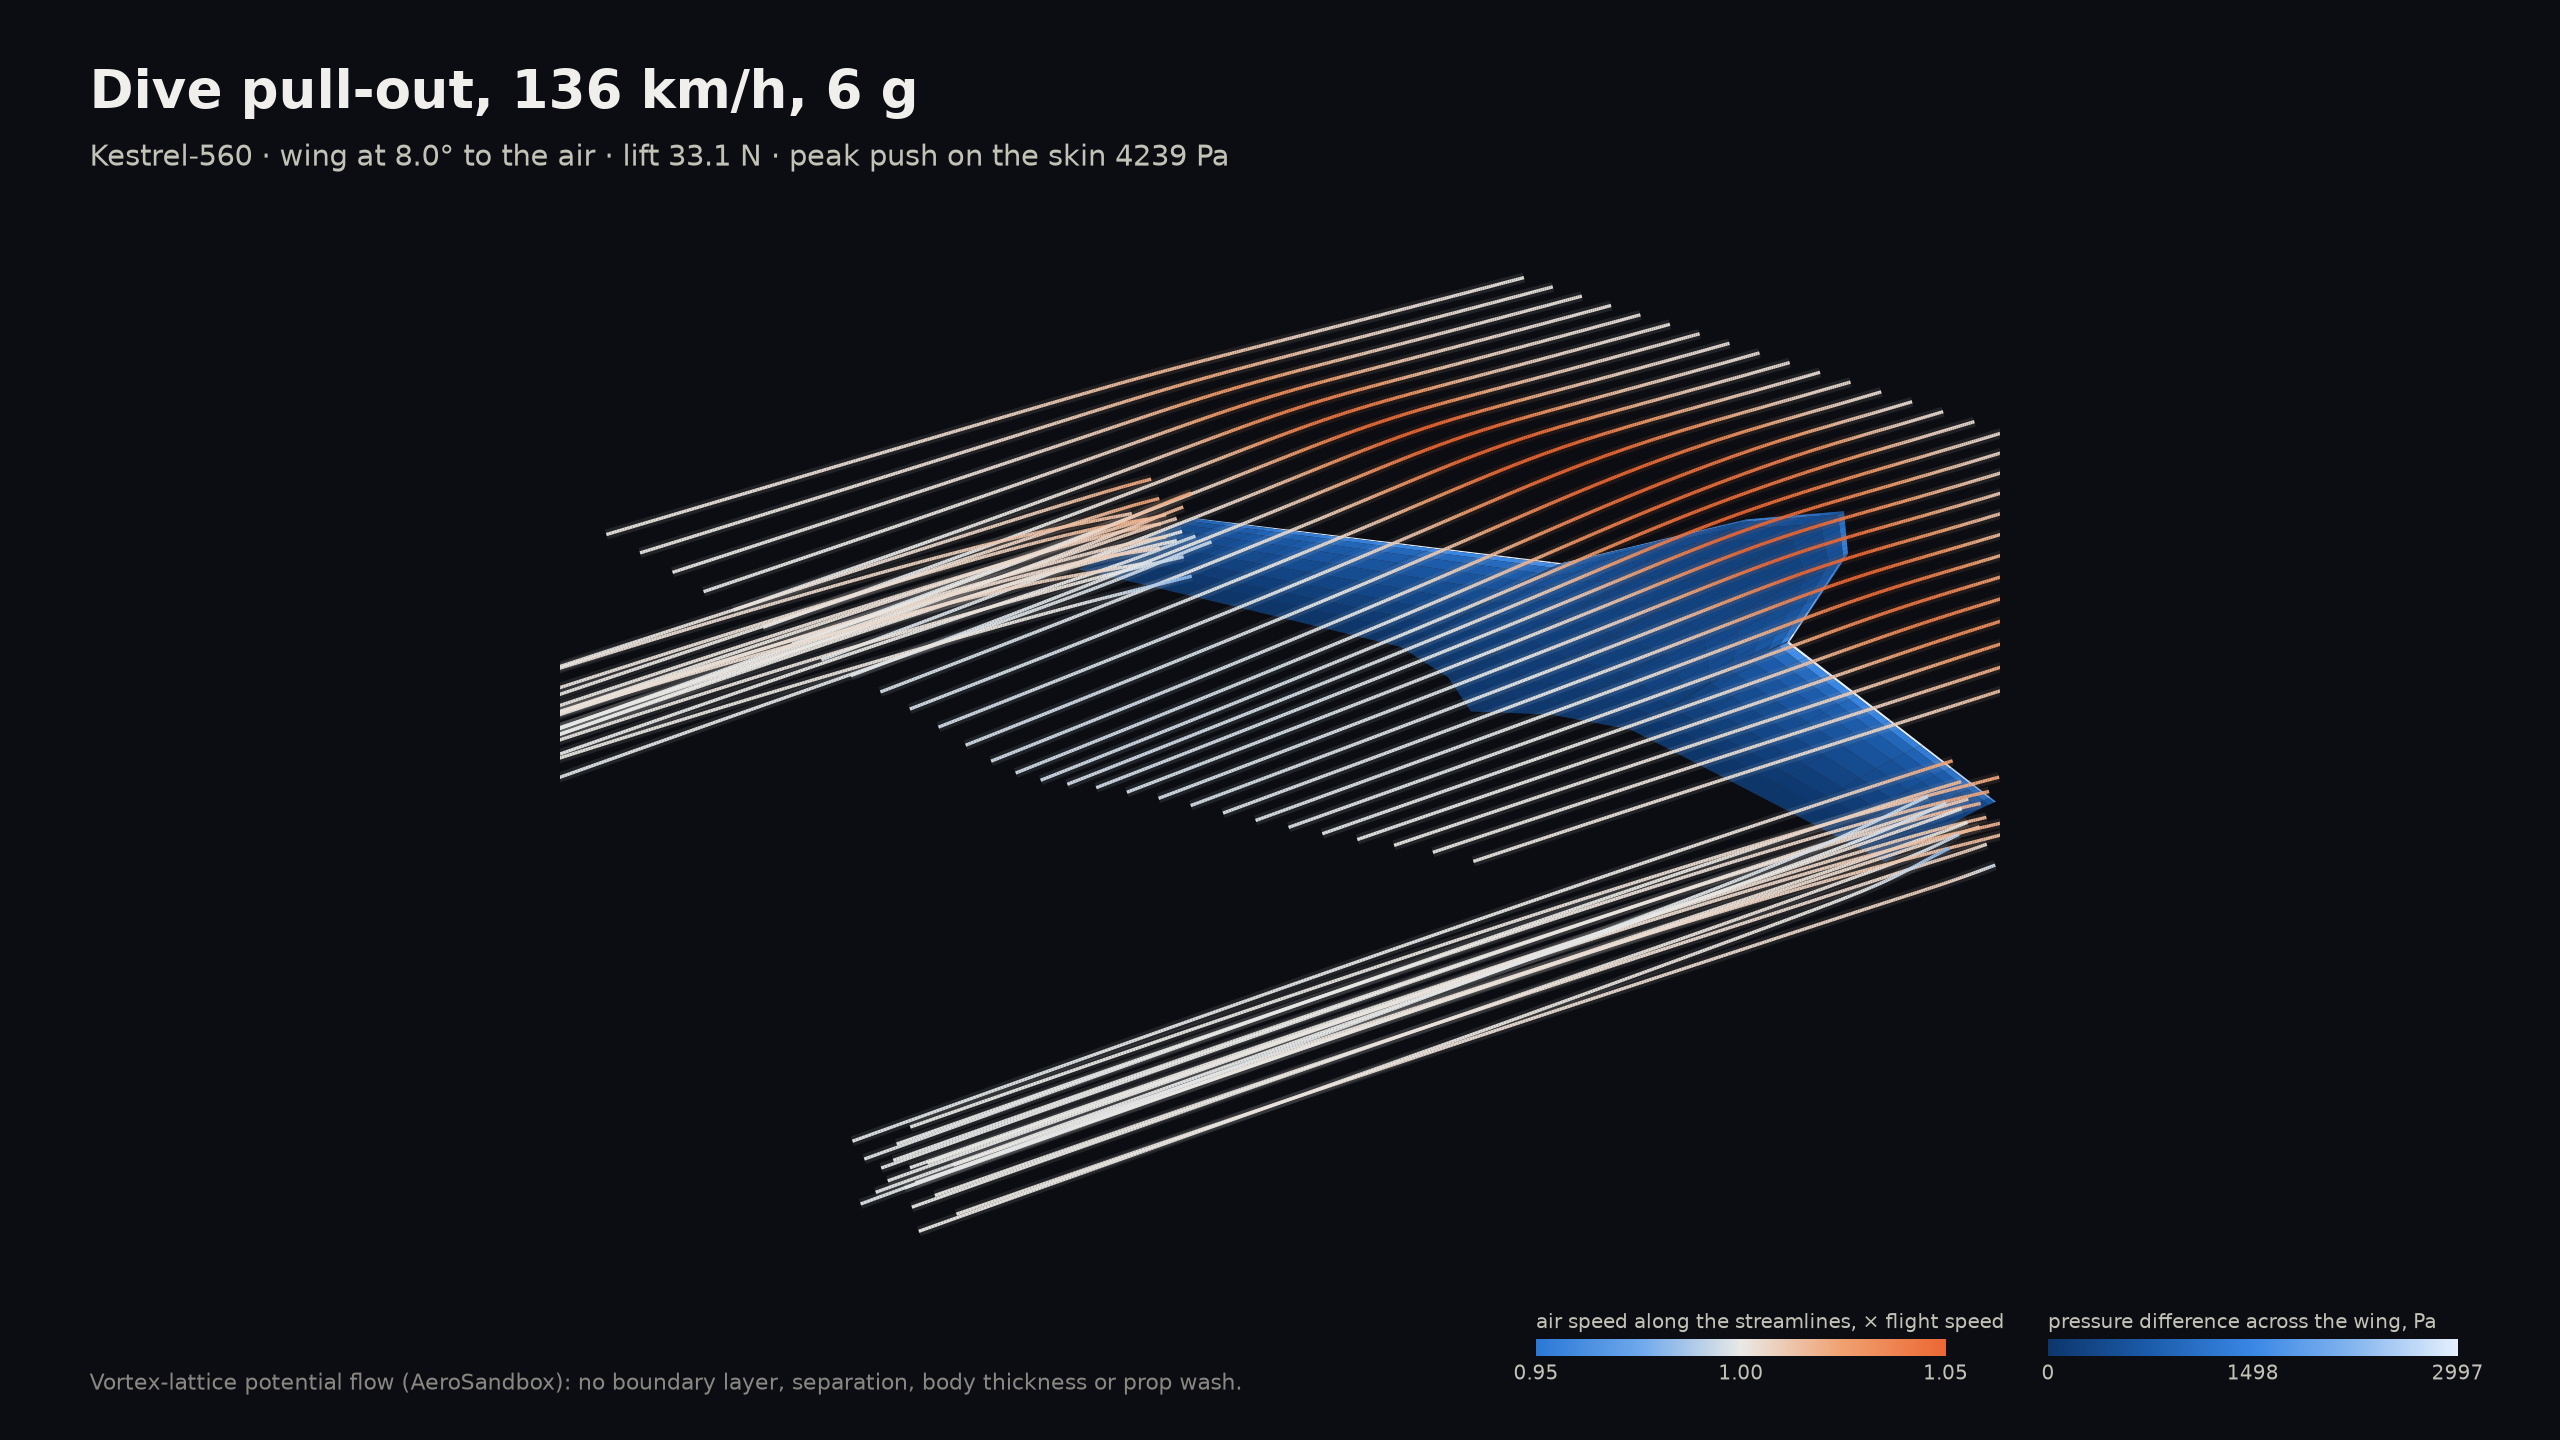 Dive pull-out, 136 km/h, 6 g
Kestrel-560 · wing at 8.0° to the air · lift 33.1 N · peak push on the skin 4239 Pa
air speed along the streamlines, × flight speed
0.95 1.00 1.05
pressure difference across the wing, Pa
0 1498 2997
Vortex-lattice potential flow (AeroSandbox): no boundary layer, separation, body thickness or prop wash.